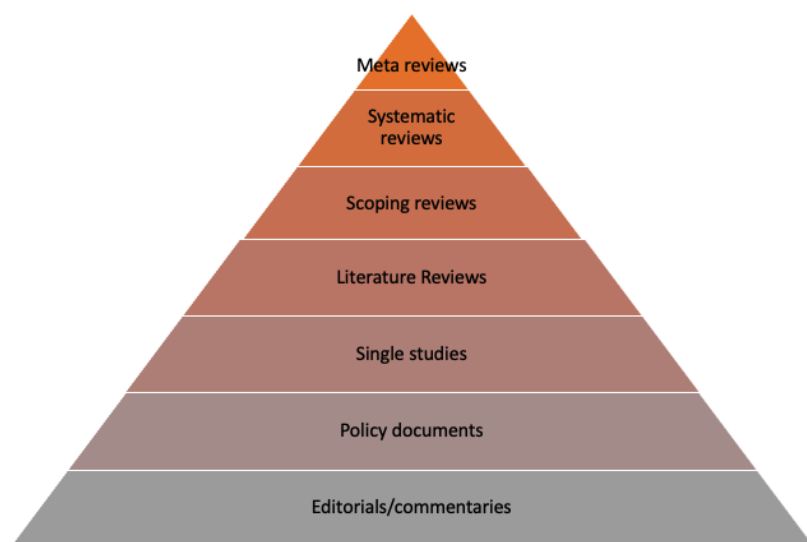 Meta reviews
Systematic
reviews
Scoping reviews
Literature Reviews
Single studies
Policy documents
Editorials/commentaries